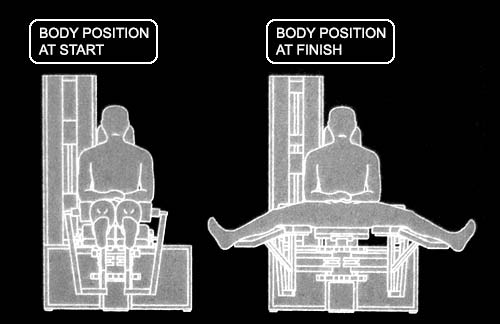 BODY POSITION
AT START
BODY POSITION
AT FINISH